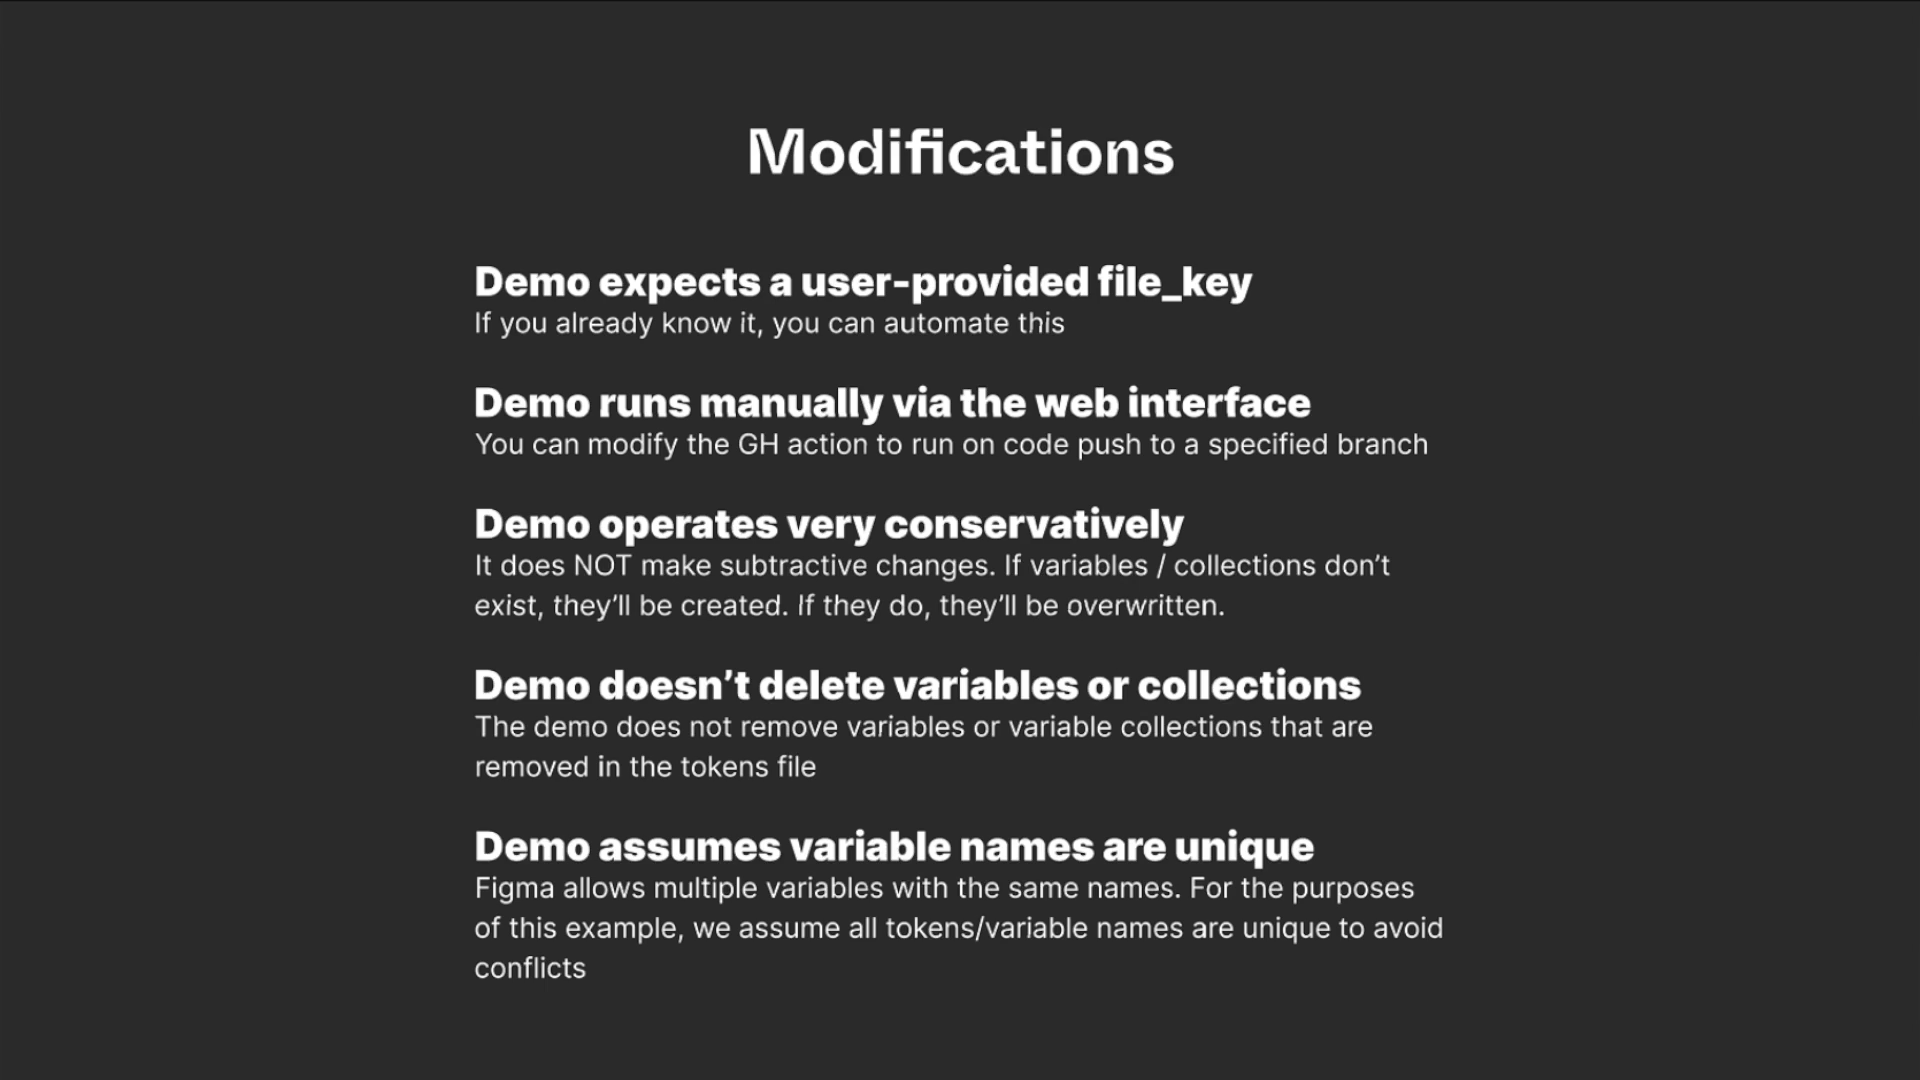 Modifications
Demo expects a user-provided file_key
If you already know it, you can automate this
Demo runs manually via the web interface
You can modify the GH action to run on code push to a specified branch
Demo operates very conservatively
It does NOT make subtractive changes. If variables / collections don’t
exist, they’ll be created. If they do, they’ll be overwritten.
Demo doesn’t delete variables or collections
The demo does not remove variables or variable collections that are
removed in the tokens file
Demo assumes variable names are unique
Figma allows multiple variables with the same names. For the purposes
of this example, we assume all tokens/variable names are unique to avoid
conflicts